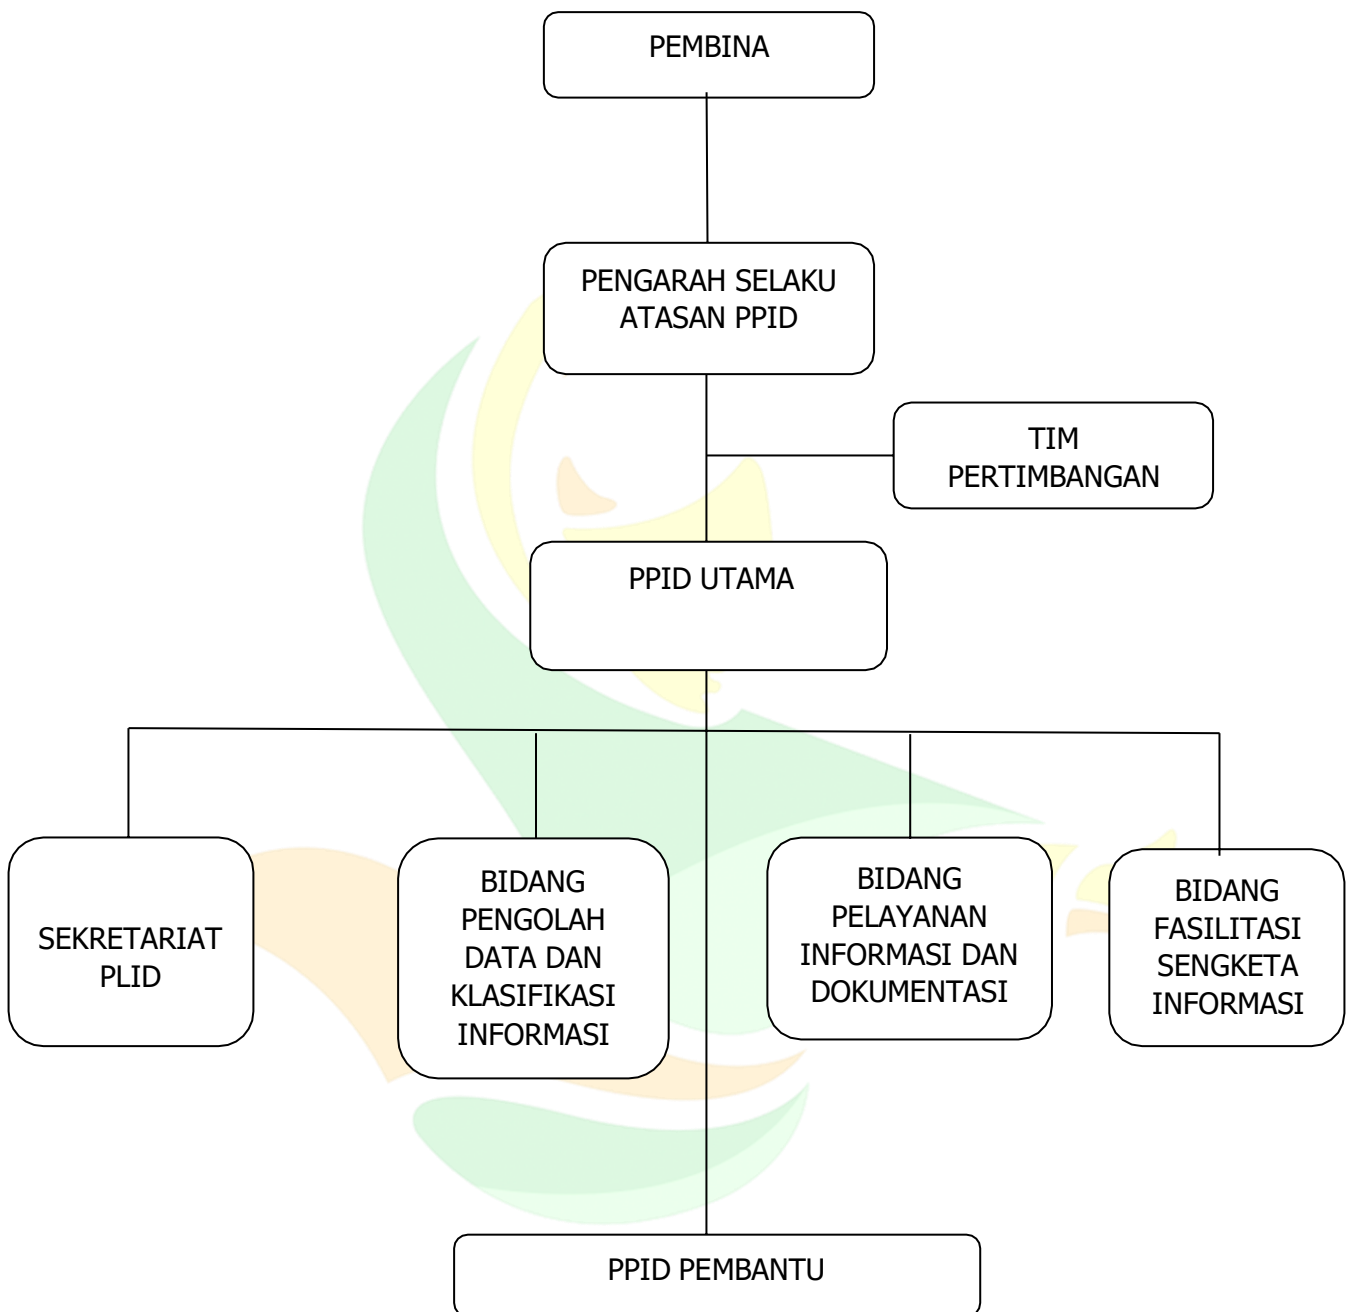 PEMBINA
PENGARAH SELAKU
ATASAN PPID
TIM
PERTIMBANGAN
PPID UTAMA
SEKRETARIAT
PLID
BIDANG
PENGOLAH
DATA DAN
KLASIFIKASI
INFORMASI
BIDANG
PELAYANAN
INFORMASI DAN
DOKUMENTASI
BIDANG
FASILITASI
SENGKETA
INFORMASI
PPID PEMBANTU